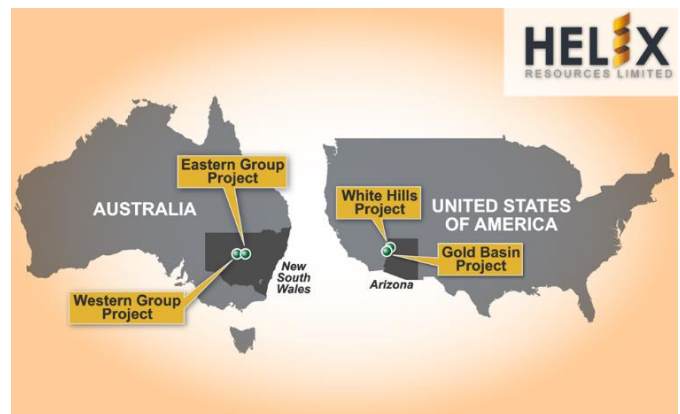 HELIX
RESOURCES LIMITED
Eastern Group
Project
AUSTRALIA
New
South
Wales
Western Group
Project
White Hills
Project
UNITED STATES
OF AMERICA
Gold Basin
Project
Arizona